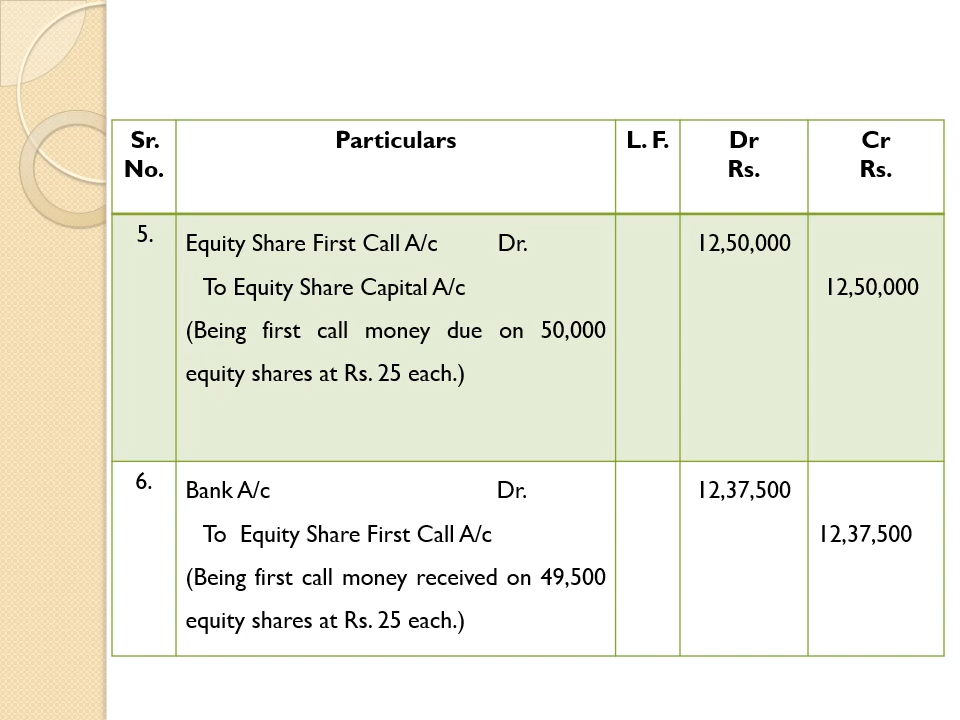 Sr. No. Particulars L. F. Dr Rs. Cr Rs.
5. Equity Share First Call A/c Dr. 12,50,000
To Equity Share Capital A/c 12,50,000
(Being first call money due on 50,000
equity shares at Rs. 25 each.)
6. Bank A/c Dr. 12,37,500
To Equity Share First Call A/c 12,37,500
(Being first call money received on 49,500
equity shares at Rs. 25 each.)